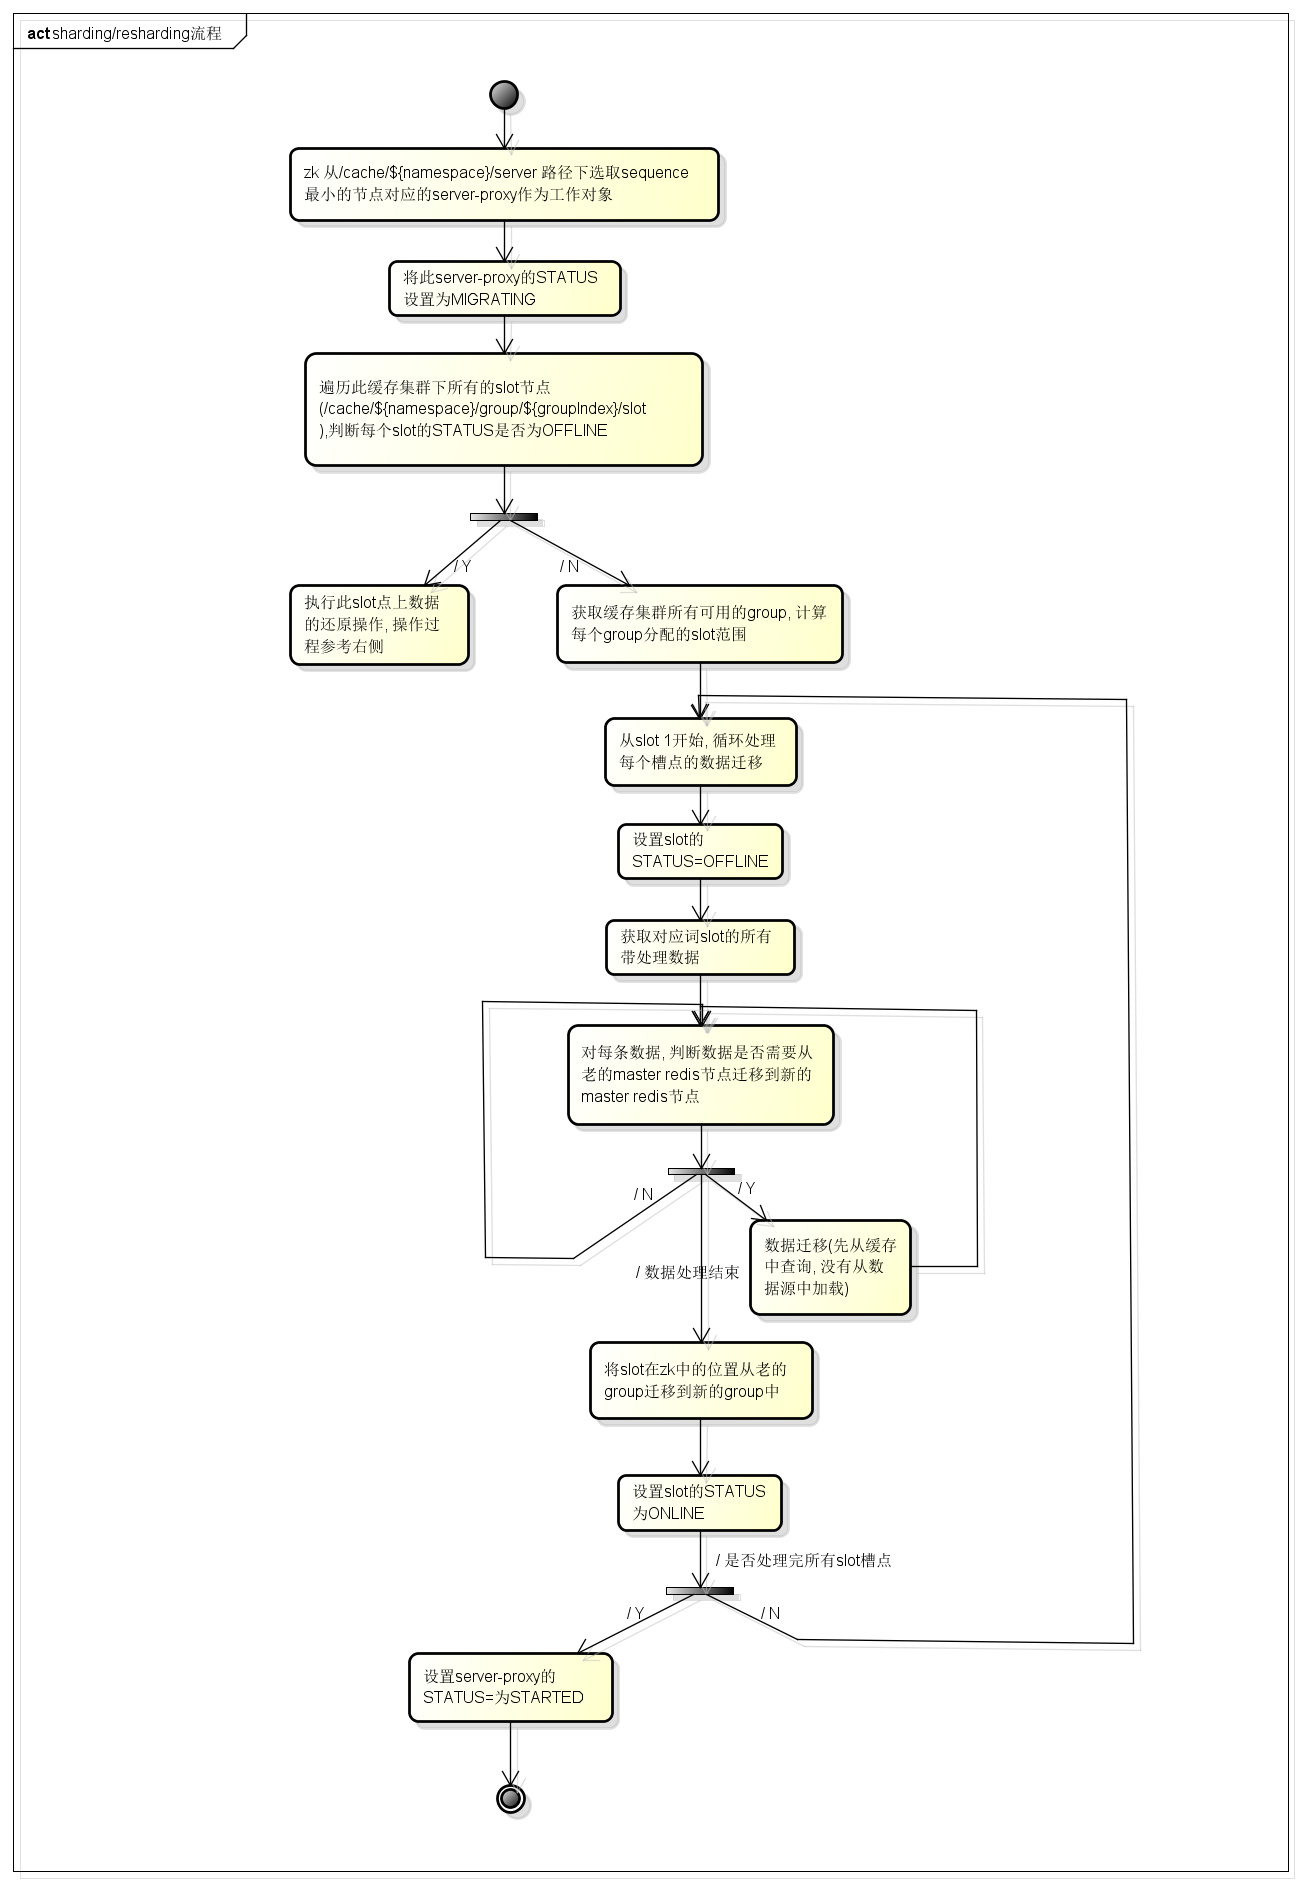 act sharding/resharding流程
zk 从/cache/${namespace}/server 路径下选取sequence
最小的节点对应的server-proxy作为工作对象
将此server-proxy的STATUS
设置为MIGRATING
遍历此缓存集群下所有的slot节点
(/cache/${namespace}/group/${groupIndex}/slot
),判断每个slot的STATUS是否为OFFLINE
/ Y
/ N
执行此slot点上数据
的还原操作, 操作过
程参考右侧
获取缓存集群所有可用的group, 计算
每个group分配的slot范围
从slot 1开始, 循环处理
每个槽点的数据迁移
设置slot的
STATUS=OFFLINE
获取对应词slot的所有
带处理数据
对每条数据, 判断数据是否需要从
老的master redis节点迁移到新的
master redis节点
/ N
/ Y
/ 数据处理结束
数据迁移(先从缓存
中查询, 没有从数
据源中加载)
将slot在zk中的位置从老的
group迁移到新的group中
设置slot的STATUS
为ONLINE
/ 是否处理完所有slot槽点
/ Y
/ N
设置server-proxy的
STATUS=为STARTED